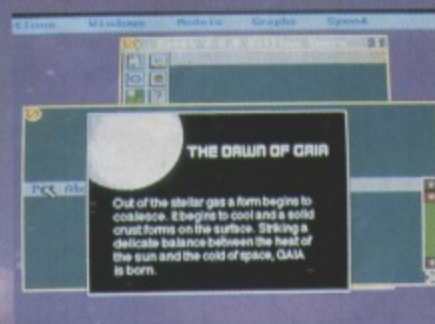 Close Windows Models Graphs Speed
?
THE DAWN OF GAIA
Out of the stellar gas a form begins to
coalesce. It begins to cool and a solid
crust forms on the surface. Striking a
delicate balance between the heat of
the sun and the cold of space, GAIA
is born.